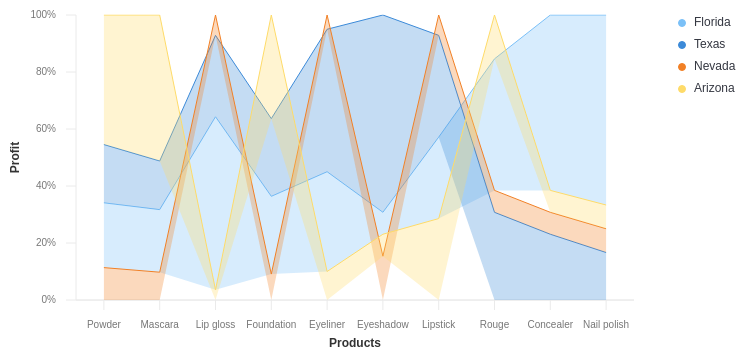 100%
80%
60%
40%
20%
0%
Profit
Powder Mascara Lip gloss Foundation Eyeliner Eyeshadow Lipstick Rouge Concealer Nail polish
Products
Florida
Texas
Nevada
Arizona